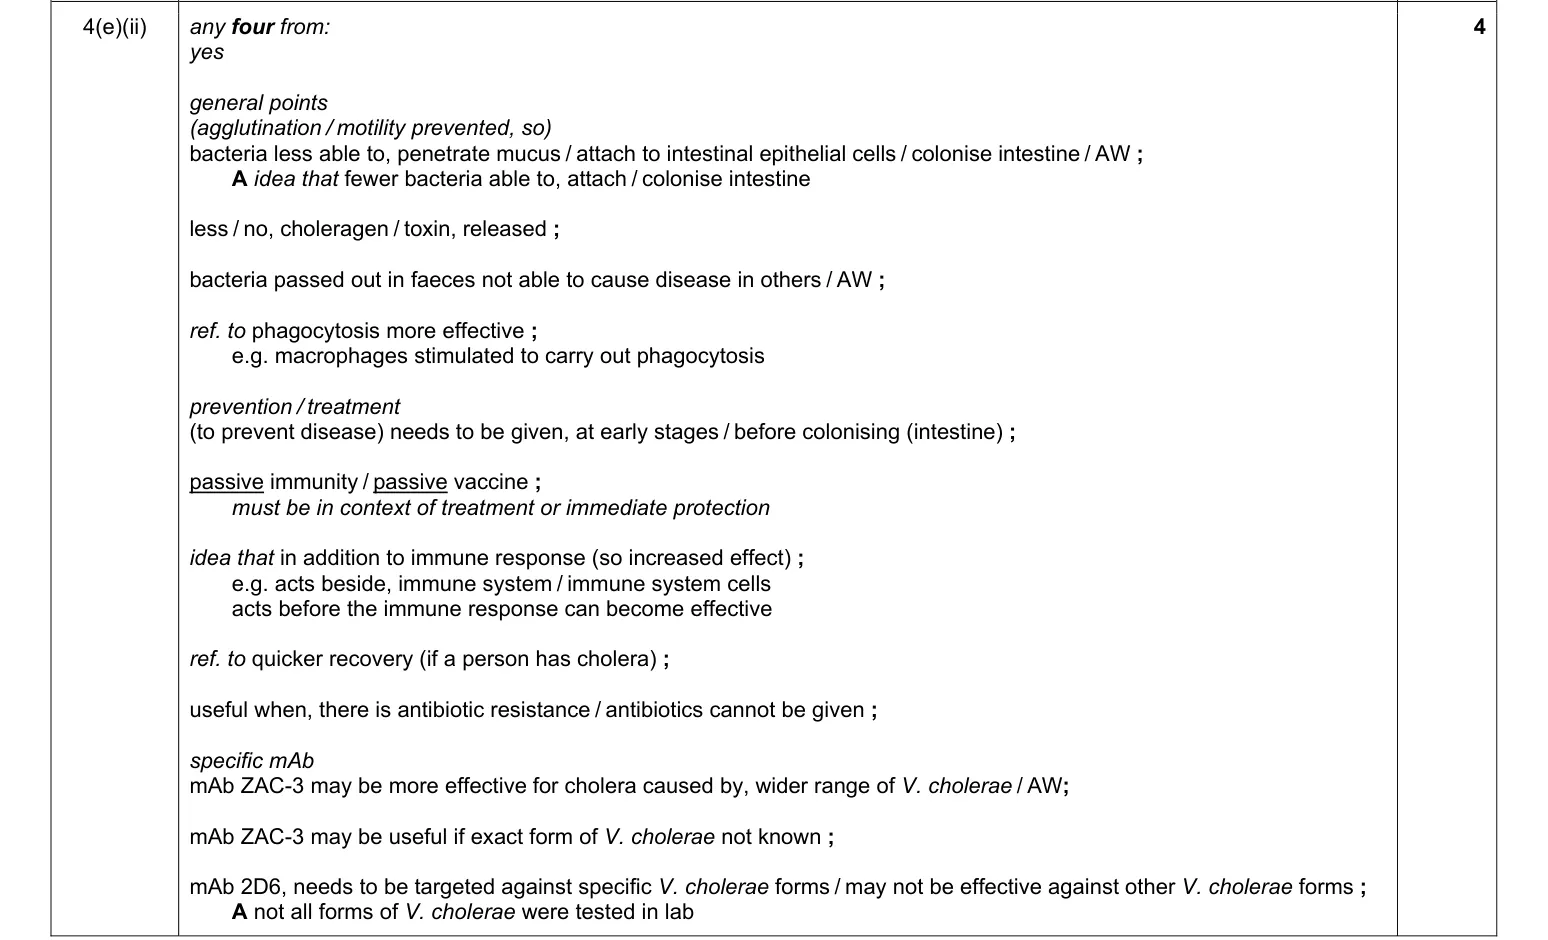 4(e)(ii)
any four from:
4
yes
general points
(agglutination / motility prevented, so)
bacteria less able to, penetrate mucus / attach to intestinal epithelial cells / colonise intestine / AW ;
A idea that fewer bacteria able to, attach / colonise intestine
less / no, choleragen / toxin, released ;
bacteria passed out in faeces not able to cause disease in others / AW ;
ref. to phagocytosis more effective ;
e.g. macrophages stimulated to carry out phagocytosis
prevention / treatment
(to prevent disease) needs to be given, at early stages / before colonising (intestine) ;
passive immunity / passive vaccine ;
must be in context of treatment or immediate protection
idea that in addition to immune response (so increased effect) ;
e.g. acts beside, immune system / immune system cells
acts before the immune response can become effective
ref. to quicker recovery (if a person has cholera) ;
useful when, there is antibiotic resistance / antibiotics cannot be given ;
specific mAb
mAb ZAC-3 may be more effective for cholera caused by, wider range of V. cholerae / AW;
mAb ZAC-3 may be useful if exact form of V. cholerae not known ;
mAb 2D6, needs to be targeted against specific V. cholerae forms / may not be effective against other V. cholerae forms ;
A not all forms of V. cholerae were tested in lab